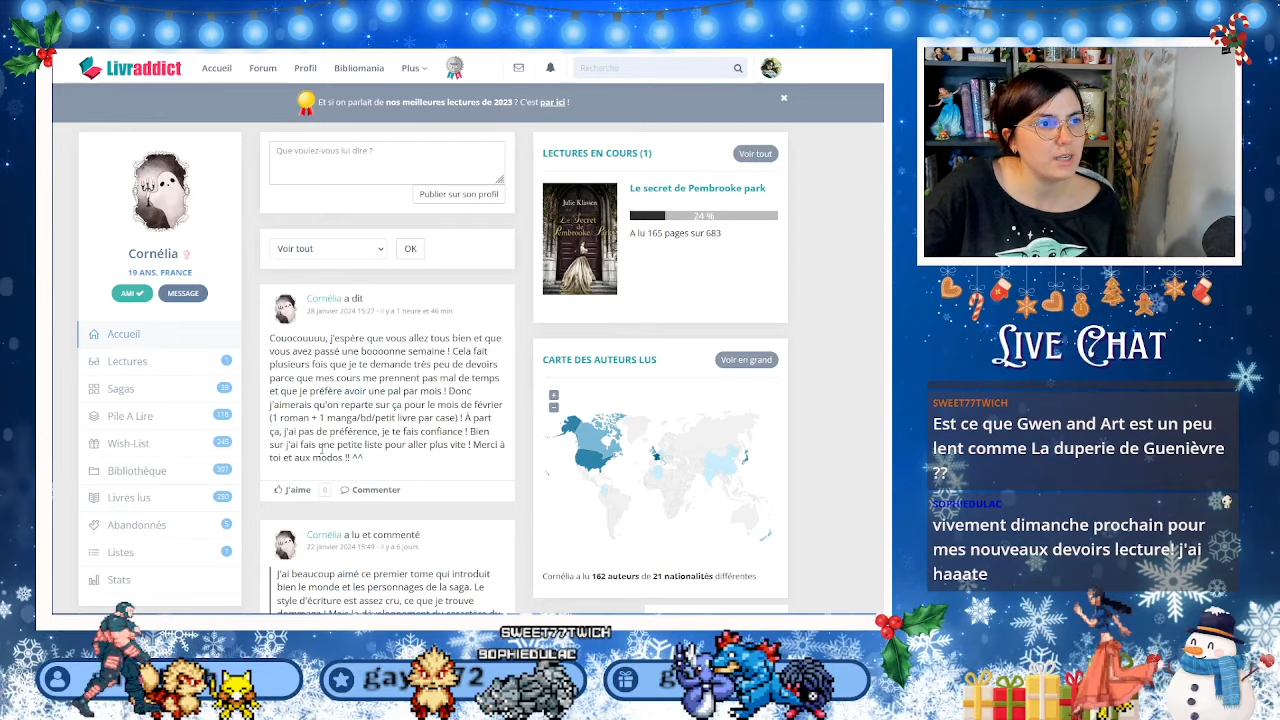 Livraddict
Accueil
Forum
Profil
Bibliomania
Plus
Recherche
Et si on parlait de nos meilleures lectures de 2023 ? C'est par ici !
Cornélia
19 ANS, FRANCE
AMI
MESSAGE
Accueil
Lectures
Sagas
Pile A Lire 118
Wish-List 245
Bibliothèque
Livres lus
Abandonnés 5
Listes
Stats
Que voulez-vous lui dire ?
Publier sur son profil
Voir tout
OK
Cornélia a dit
28 janvier 2024 15:27 - il y a 1 heure et 46 min
Couocouuuu, j'espère que vous allez tous bien et que
vous avez passé une boooonne semaine ! Cela fait
plusieurs fois que je te demande très peu de devoirs
parce que mes cours me prennent pas mal de temps
et que je préfère avoir une pal par mois ! Donc
j'aimerais qu'on reparte sur ça pour le mois de février
(1 roman + 1 manga/bd/petit livre par case) ! À part
ça, j'ai pas de préférence, je te fais confiance ! Bien
sur j'ai fais une petite liste pour aller plus vite ! Merci à
toi et aux modos !! ^^
J'aime
0
Commenter
Cornélia a lu et commenté
22 janvier 2024 15:49 - il y a 6 jours
J'ai beaucoup aimé ce premier tome qui introduit
bien le monde et les personnages de la saga. Le
style d'écriture est assez cru, ce que je trouve
LECTURES EN COURS (1)
Voir tout
Julie Klassen
Le Secret
de Pembrooke Park
Le secret de Pembrooke park
24 %
A lu 165 pages sur 683
CARTE DES AUTEURS LUS
Voir en grand
+
−
Cornélia a lu 162 auteurs de 21 nationalités différentes
LIVE CHAT
SWEET77TWICH
Est ce que Gwen and Art est un peu
lent comme La duperie de Guenièvre
??
SOPHIEDULAC
vivement dimanche prochain pour
mes nouveaux devoirs lecture! j'ai
haaate
SWEET77TWICH
SOPHIEDULAC